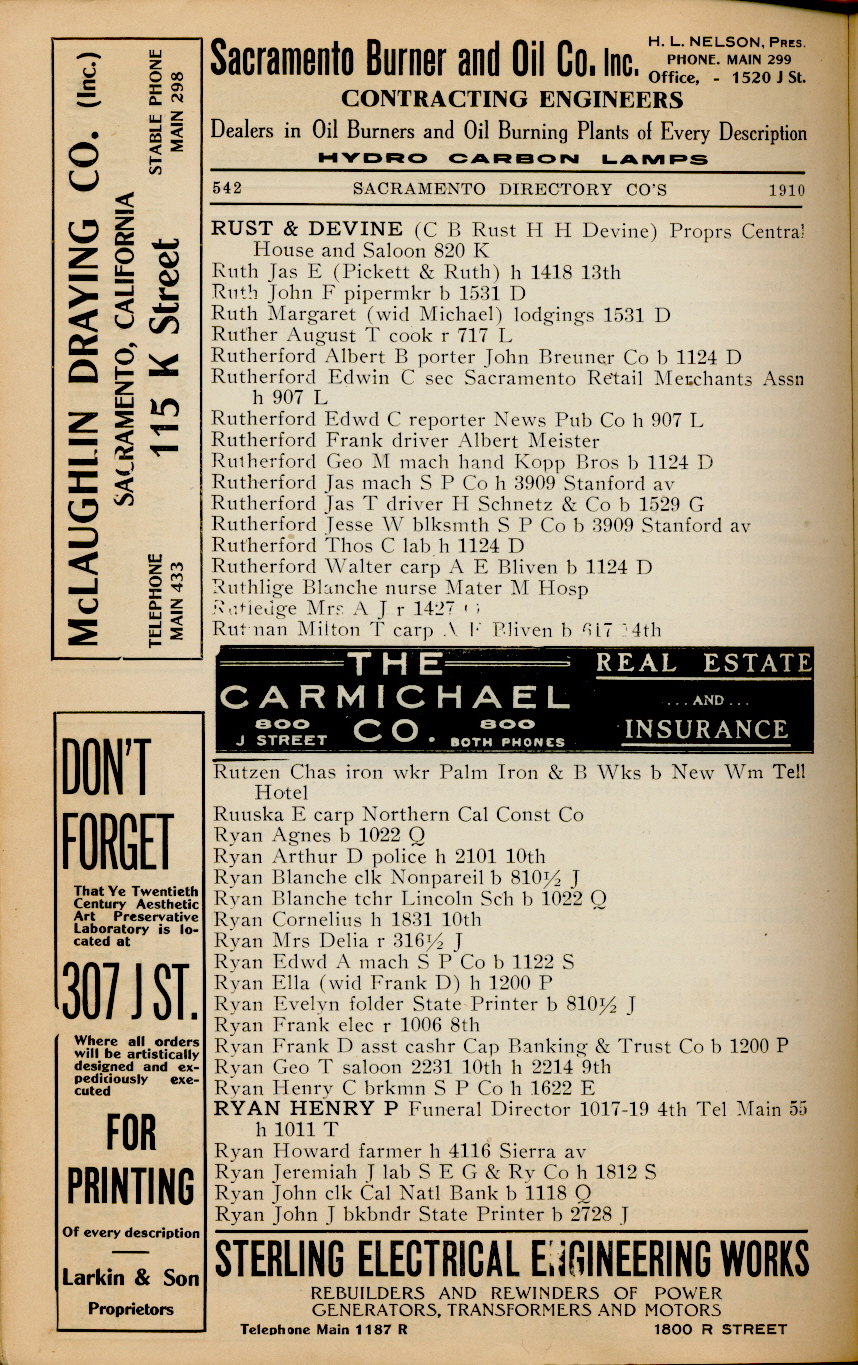 McLAUGHLIN DRAYING CO. (Inc.)
SACRAMENTO, CALIFORNIA
TELEPHONE MAIN 433
115 K Street
STABLE PHONE MAIN 298
Sacramento Burner and Oil Co. Inc.
H. L. NELSON, PRES.
PHONE. MAIN 299
Office, - 1520 J St.
CONTRACTING ENGINEERS
Dealers in Oil Burners and Oil Burning Plants of Every Description
HYDRO CARBON LAMPS
542 SACRAMENTO DIRECTORY CO'S 1910
RUST & DEVINE (C B Rust H H Devine) Proprs Central
House and Saloon 820 K
Ruth Jas E (Pickett & Ruth) h 1418 13th
Ruth John F pipermkr b 1531 D
Ruth Margaret (wid Michael) lodgings 1531 D
Ruther August T cook r 717 L
Rutherford Albert B porter John Breuner Co b 1124 D
Rutherford Edwin C sec Sacramento Retail Merchants Assn
h 907 L
Rutherford Edwd C reporter News Pub Co h 907 L
Rutherford Frank driver Albert Meister
Rutherford Geo M mach hand Kopp Bros b 1124 D
Rutherford Jas mach S P Co h 3909 Stanford av
Rutherford Jas T driver H Schnetz & Co b 1529 G
Rutherford Jesse W blksmth S P Co b 3909 Stanford av
Rutherford Thos C lab h 1124 D
Rutherford Walter carp A E Bliven b 1124 D
Ruthlige Blanche nurse Mater M Hosp
Rutledge Mrs A J r 1427
Rutman Milton T carp A E Bliven b 617 14th
THE
CARMICHAEL
800 J STREET
CO.
800 BOTH PHONES
REAL ESTATE
...AND...
INSURANCE
Rutzen Chas iron wkr Palm Iron & B Wks b New Wm Tell
Hotel
Ruuska E carp Northern Cal Const Co
Ryan Agnes b 1022 Q
Ryan Arthur D police h 2101 10th
Ryan Blanche clk Nonpareil b 810½ J
Ryan Blanche tchr Lincoln Sch b 1022 Q
Ryan Cornelius h 1831 10th
Ryan Mrs Delia r 316½ J
Ryan Edwd A mach S P Co b 1122 S
Ryan Ella (wid Frank D) h 1200 P
Ryan Evelyn folder State Printer b 810½ J
Ryan Frank elec r 1006 8th
Ryan Frank D asst cashr Cap Banking & Trust Co b 1200 P
Ryan Geo T saloon 2231 10th h 2214 9th
Ryan Henry C brkmn S P Co h 1622 E
RYAN HENRY P Funeral Director 1017-19 4th Tel Main 55
h 1011 T
Ryan Howard farmer h 4116 Sierra av
Ryan Jeremiah J lab S E G & Ry Co h 1812 S
Ryan John clk Cal Natl Bank b 1118 Q
Ryan John J bkbndr State Printer b 2728 J
DON'T
FORGET
That Ye Twentieth
Century Aesthetic
Art Preservative
Laboratory is lo-
cated at
307 J ST.
Where all orders
will be artistically
designed and ex-
pediciously exe-
cuted
FOR
PRINTING
Of every description
Larkin & Son
Proprietors
STERLING ELECTRICAL ENGINEERING WORKS
REBUILDERS AND REWINDERS OF POWER
GENERATORS, TRANSFORMERS AND MOTORS
Telephone Main 1187 R 1800 R STREET